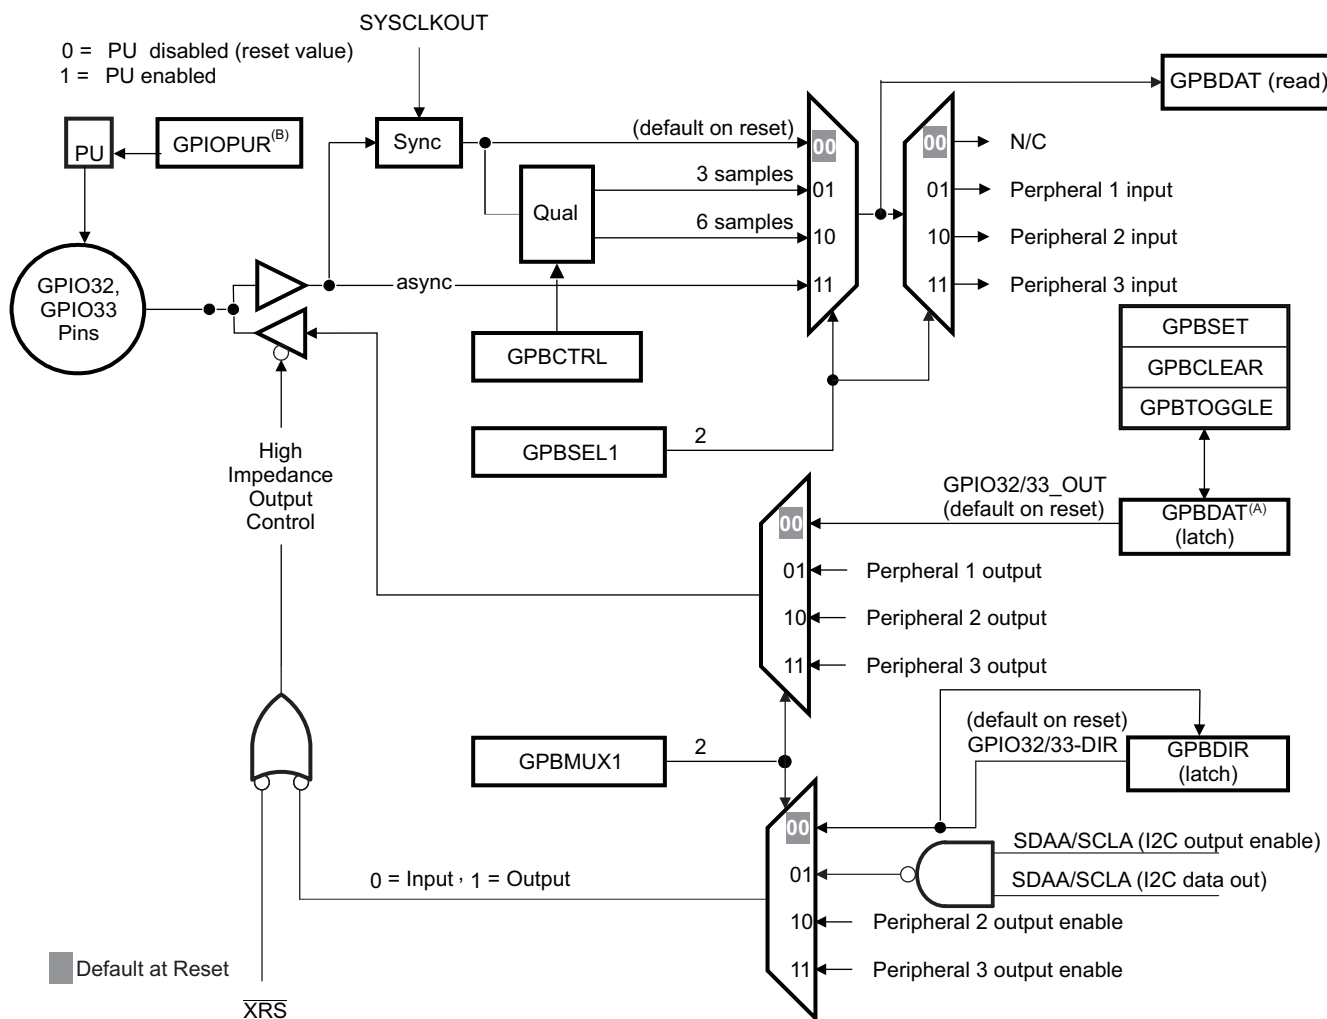 SYSCLKOUT
0 = PU disabled (reset value)
1 = PU enabled
GPBDAT (read)
PU
GPIOPUR(B)
Sync
(default on reset)
00
00
N/C
3 samples
01
01
Perpheral 1 input
Qual
6 samples
10
10
Peripheral 2 input
async
11
11
Peripheral 3 input
GPIO32,
GPIO33
Pins
GPBCTRL
GPBSET
GPBCLEAR
GPBTOGGLE
GPBSEL1
2
High
Impedance
Output
Control
GPIO32/33_OUT
(default on reset)
GPBDAT(A)
(latch)
00
01
Perpheral 1 output
10
Peripheral 2 output
11
Peripheral 3 output
GPBMUX1
2
(default on reset)
GPIO32/33-DIR
GPBDIR
(latch)
00
SDAA/SCLA (I2C output enable)
01
SDAA/SCLA (I2C data out)
0 = Input, 1 = Output
10
Peripheral 2 output enable
11
Peripheral 3 output enable
Default at Reset
XRS